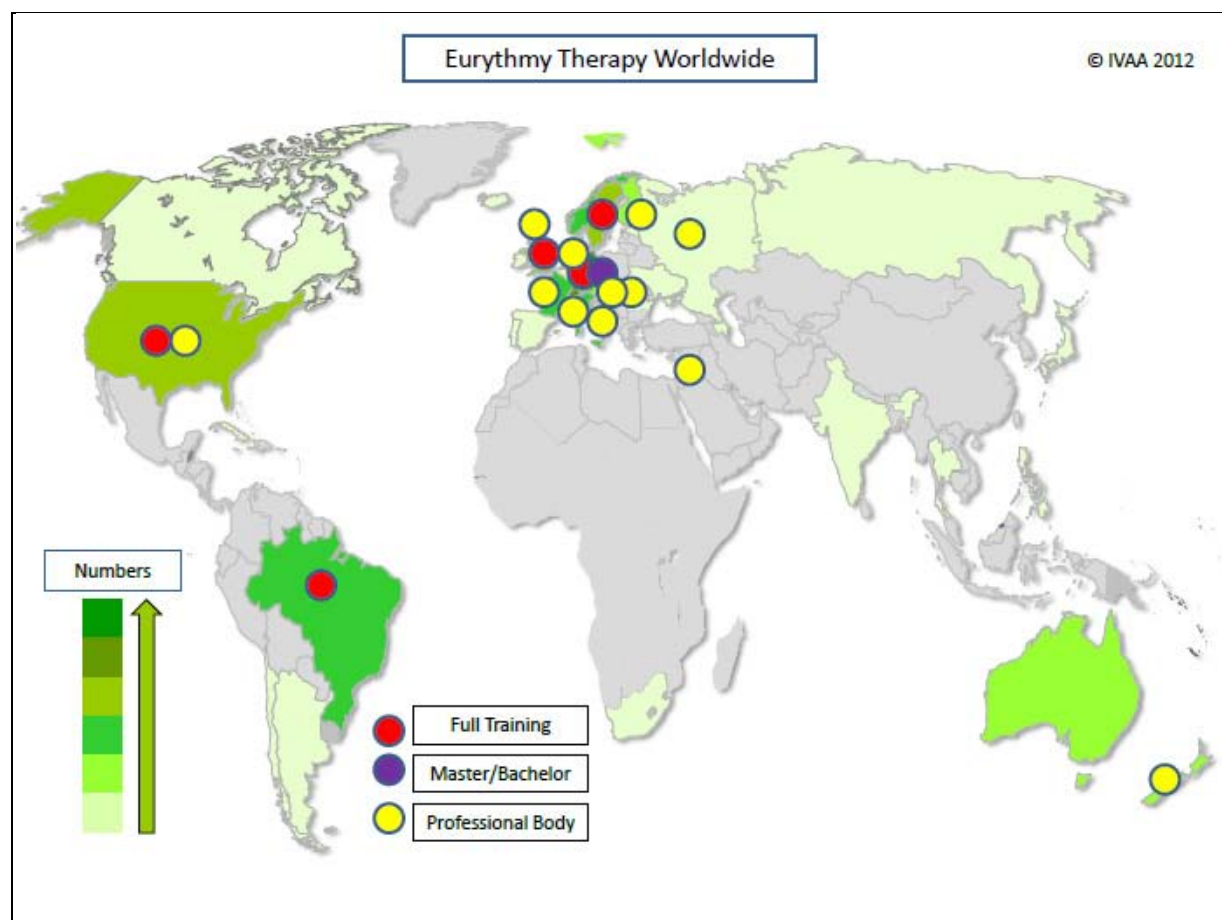 Eurythmy Therapy Worldwide
© IVAA 2012
Numbers
Full Training
Master/Bachelor
Professional Body